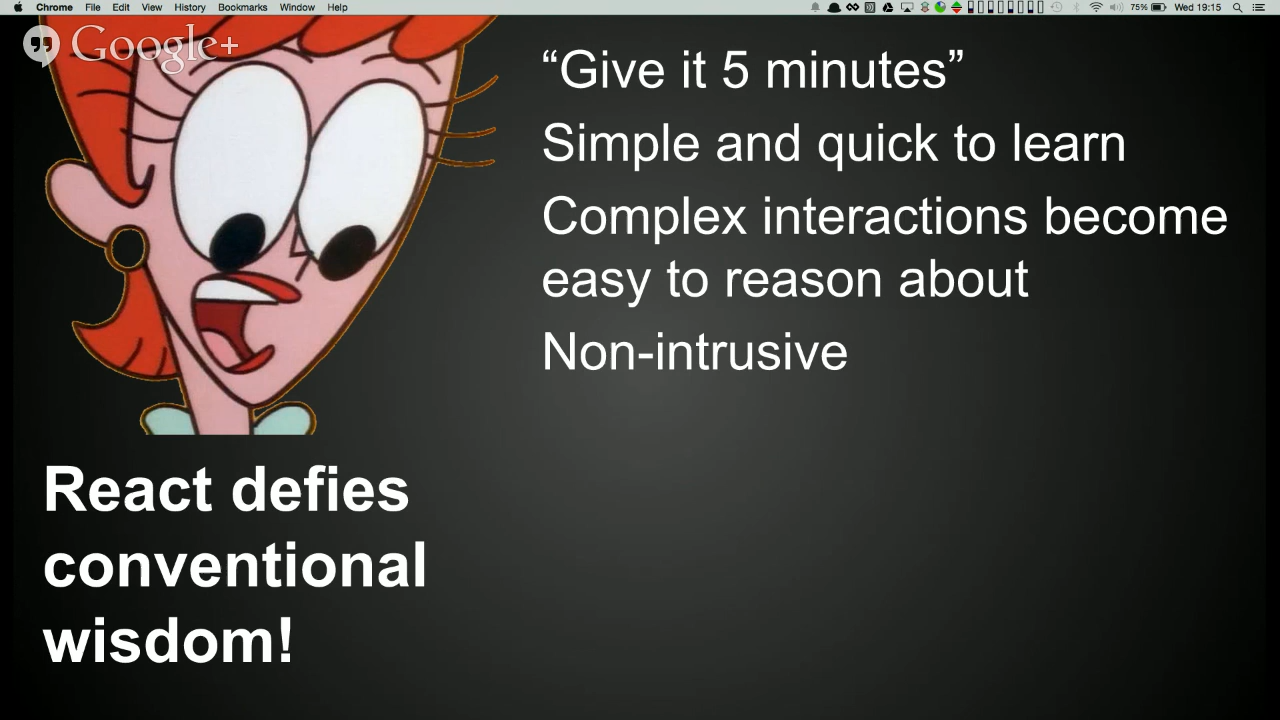 Chrome File Edit View History Bookmarks Window Help 75% Wed 19:15
Google+
“Give it 5 minutes”
Simple and quick to learn
Complex interactions become
easy to reason about
Non-intrusive
React defies
conventional
wisdom!